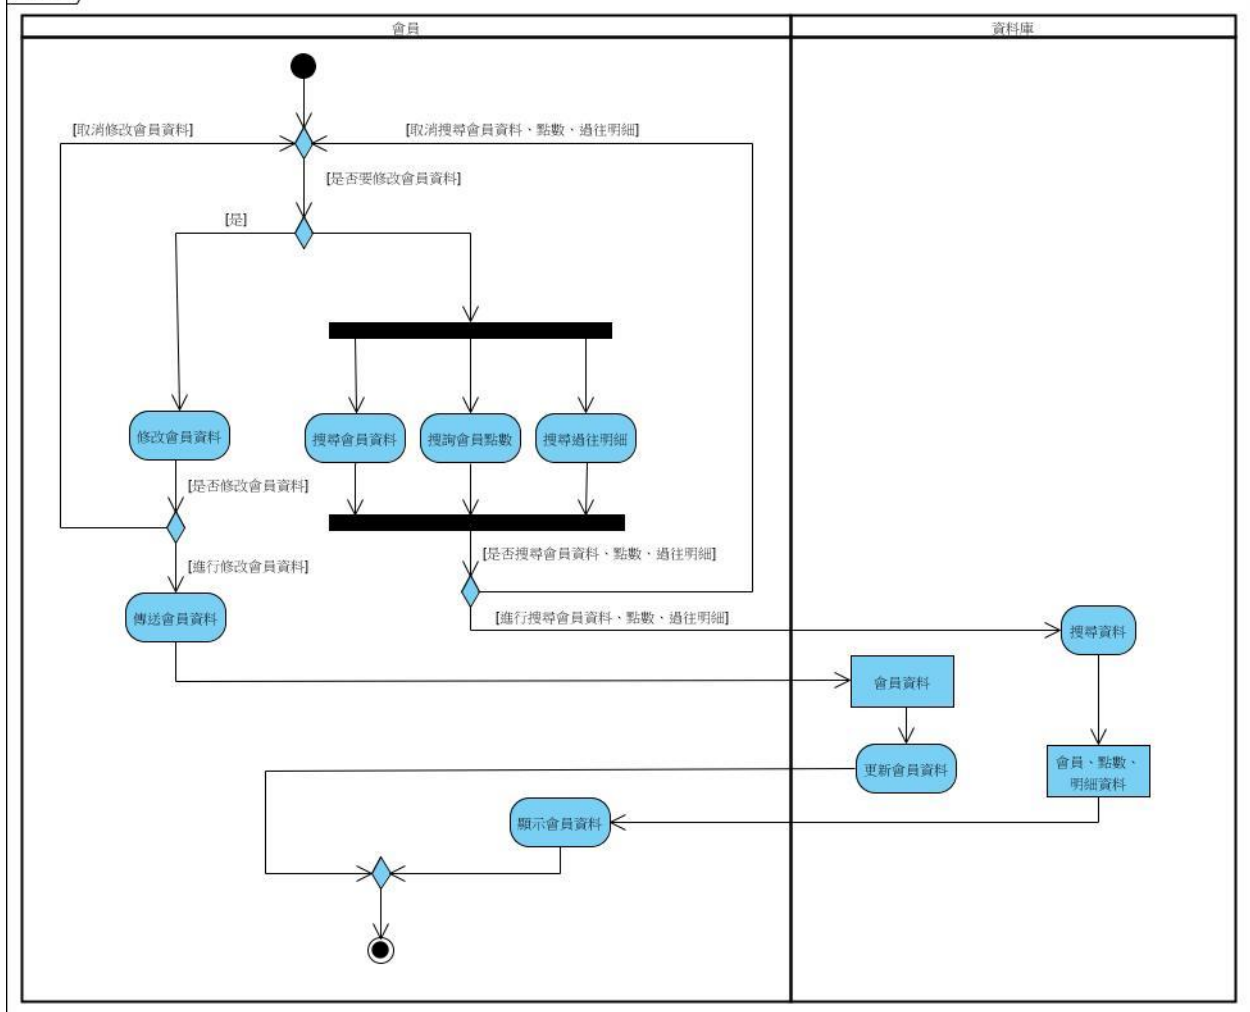 會員
資料庫
[取消修改會員資料]
[取消搜尋會員資料、點數、過往明細]
[是否要修改會員資料]
[是]
修改會員資料
搜尋會員資料
搜詢會員點數
搜尋過往明細
[是否修改會員資料]
[是否搜尋會員資料、點數、過往明細]
[進行修改會員資料]
[進行搜尋會員資料、點數、過往明細]
傳送會員資料
搜尋資料
會員資料
更新會員資料
會員、點數、
明細資料
顯示會員資料